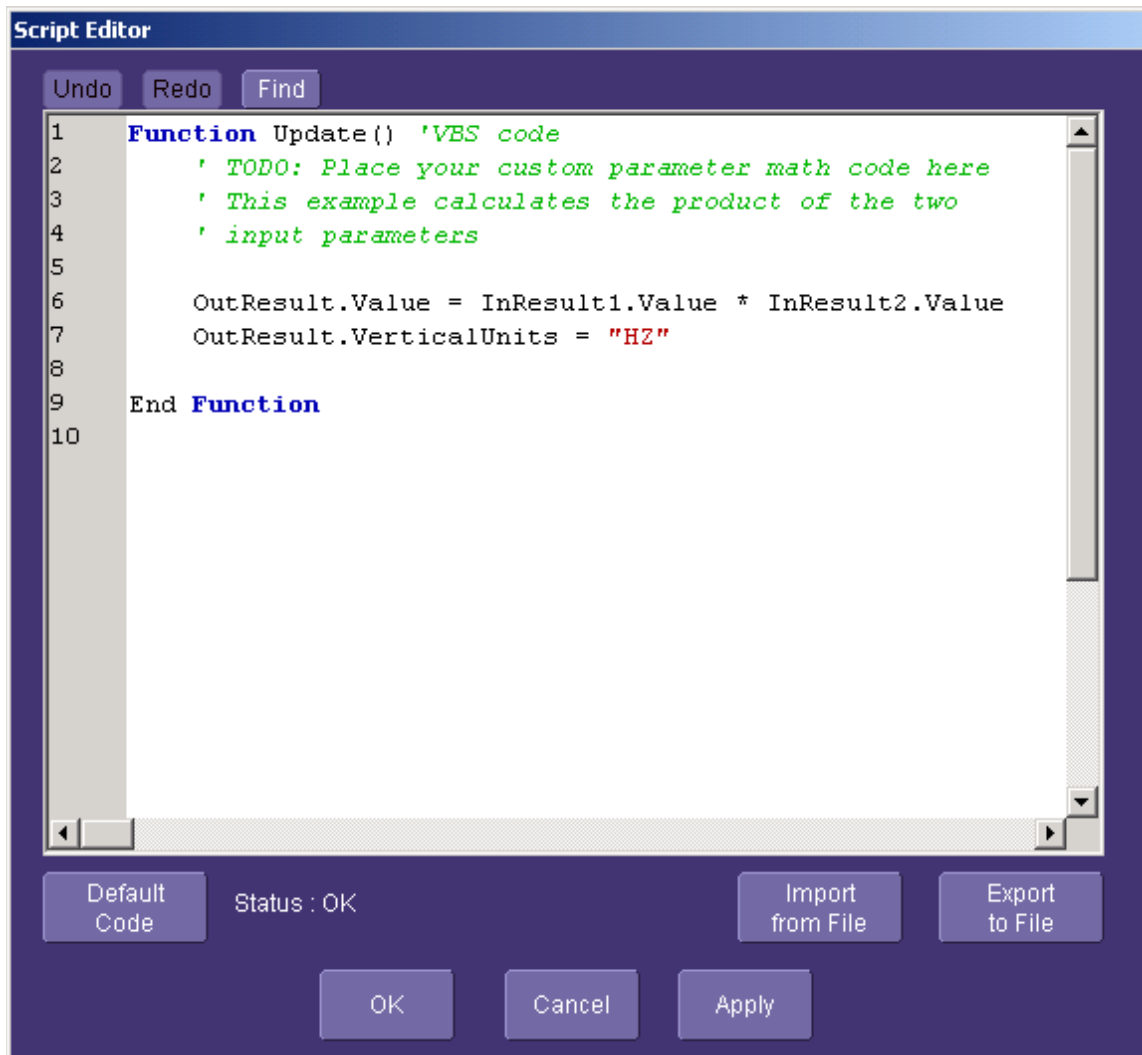 Script Editor
Undo Redo Find
1 Function Update() 'VBS code
2 ' TODO: Place your custom parameter math code here
3 ' This example calculates the product of the two
4 ' input parameters
5
6 OutResult.Value = InResult1.Value * InResult2.Value
7 OutResult.VerticalUnits = "HZ"
8
9 End Function
10
Default
Code
Status : OK
Import
from File
Export
to File
OK Cancel Apply